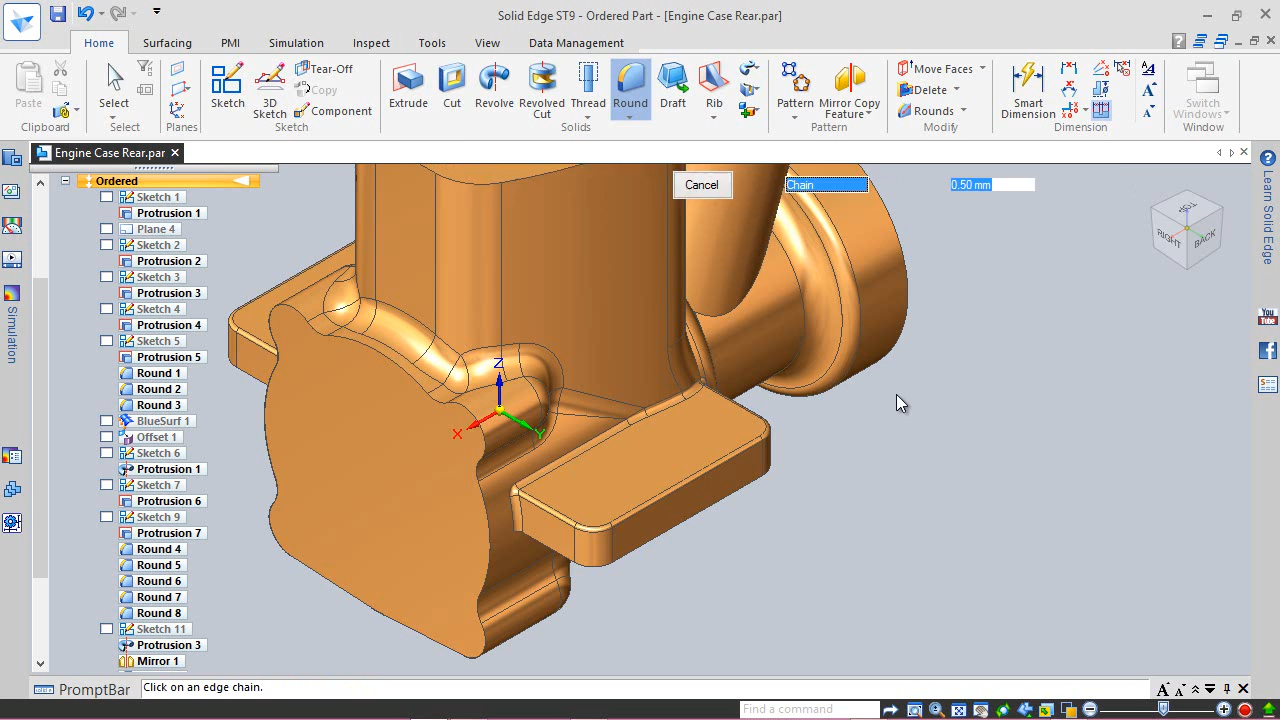 Solid Edge ST9 - Ordered Part - [Engine Case Rear.par]
Home Surfacing PMI Simulation Inspect Tools View Data Management
Paste
Clipboard
Select
Select
Planes
Sketch
3D Sketch
Tear-Off
Copy
Component
Sketch
Extrude Cut Revolve Revolved Cut Thread Round Draft Rib
Solids
Pattern Mirror Copy Feature
Pattern
Move Faces
Delete
Rounds
Modify
Smart Dimension
Dimension
Switch Windows
Window
Engine Case Rear.par
Ordered
Sketch 1
Protrusion 1
Plane 4
Sketch 2
Protrusion 2
Sketch 3
Protrusion 3
Sketch 4
Protrusion 4
Sketch 5
Protrusion 5
Round 1
Round 2
Round 3
BlueSurf 1
Offset 1
Sketch 6
Protrusion 1
Sketch 7
Protrusion 6
Sketch 9
Protrusion 7
Round 4
Round 5
Round 6
Round 7
Round 8
Sketch 11
Protrusion 3
Mirror 1
Simulation
Cancel Chain 0.50 mm
RIGHT BACK
Z
X Y
Learn Solid Edge
You Tube
PromptBar Click on an edge chain.
Find a command